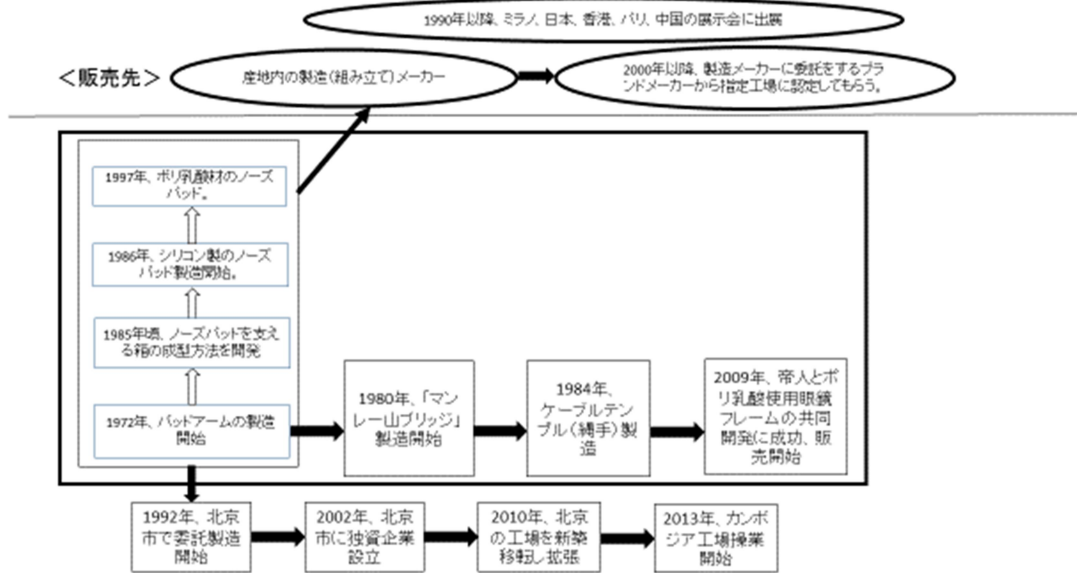 1990年以降、ミラノ、日本、香港、パリ、中国の展示会に出展
＜販売先＞
産地内の製造(組み立て)メーカー
2000年以降、製造メーカーに委託をするブラ
ンドメーカーから指定工場に認定してもらう。
1997年、ポリ乳酸材のノーズ
パッド。
1986年、シリコン製のノーズ
パッド製造開始。
1985年頃、ノーズパッドを支え
る箱の成型方法を開発
1972年、パッドアームの製造
開始
1980年、「マン
レー山ブリッジ」
製造開始
1984年、
ケーブルテン
プル(縄手)製
造
2009年、帝人とポ
リ乳酸使用眼鏡
フレームの共同
開発に成功、販
売開始
1992年、北京
市で委託製造
開始
2002年、北京
市に独資企業
設立
2010年、北京
の工場を新築
移転し拡張
2013年、カンボ
ジア工場操業
開始